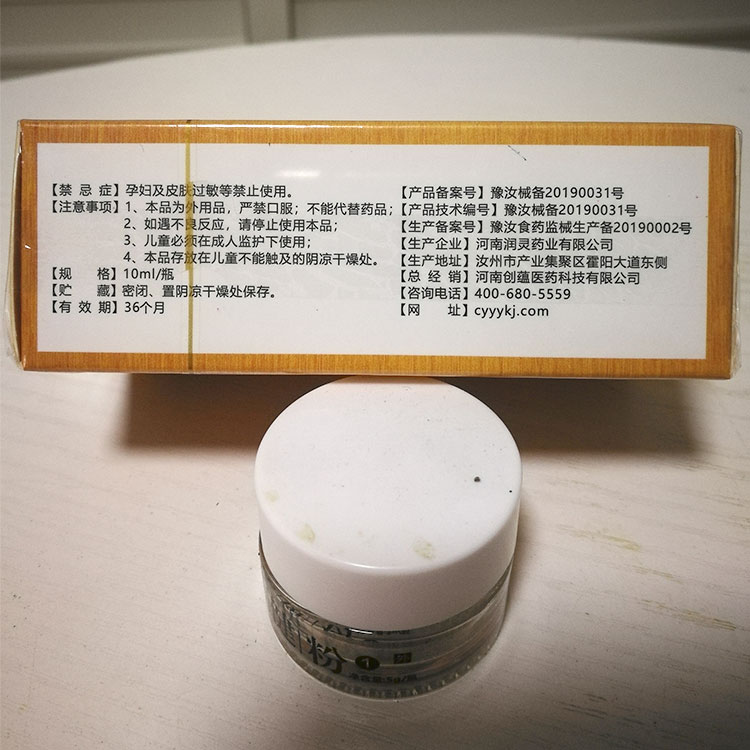 【禁 忌 症】孕妇及皮肤过敏等禁止使用。
【注意事项】1、本品为外用品，严禁口服；不能代替药品；
2、如遇不良反应，请停止使用本品；
3、儿童必须在成人监护下使用；
4、本品存放在儿童不能触及的阴凉干燥处。
【规 格】10ml/瓶
【贮 藏】密闭、置阴凉干燥处保存。
【有 效 期】36个月
【产品备案号】豫汝械备20190031号
【产品技术编号】豫汝械备20190031号
【生产备案号】豫汝食药监械生产备20190002号
【生产企业】河南润灵药业有限公司
【生产地址】汝州市产业集聚区霍阳大道东侧
【总 经 销】河南创蕴医药科技有限公司
【咨询电话】400-680-5559
【网 址】cyyykj.com
粉 1
净含量:5g/瓶